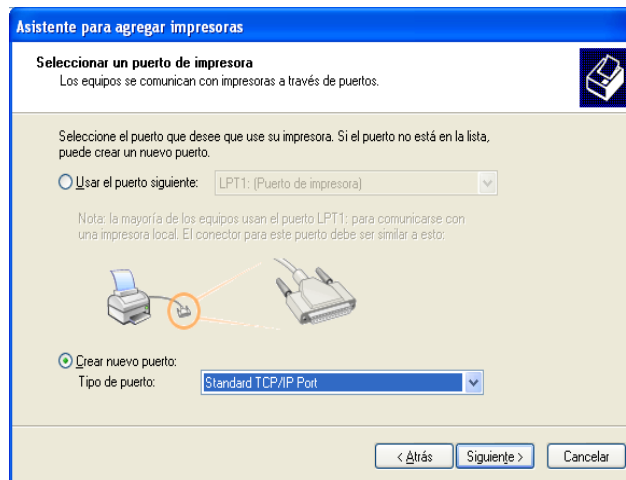 Asistente para agregar impresoras
Seleccionar un puerto de impresora
Los equipos se comunican con impresoras a través de puertos.
Seleccione el puerto que desee que use su impresora. Si el puerto no está en la lista,
puede crear un nuevo puerto.
Usar el puerto siguiente: LPT1: (Puerto de impresora)
Nota: la mayoría de los equipos usan el puerto LPT1: para comunicarse con
una impresora local. El conector para este puerto debe ser similar a esto:
Crear nuevo puerto:
Tipo de puerto: Standard TCP/IP Port
< Atrás Siguiente > Cancelar